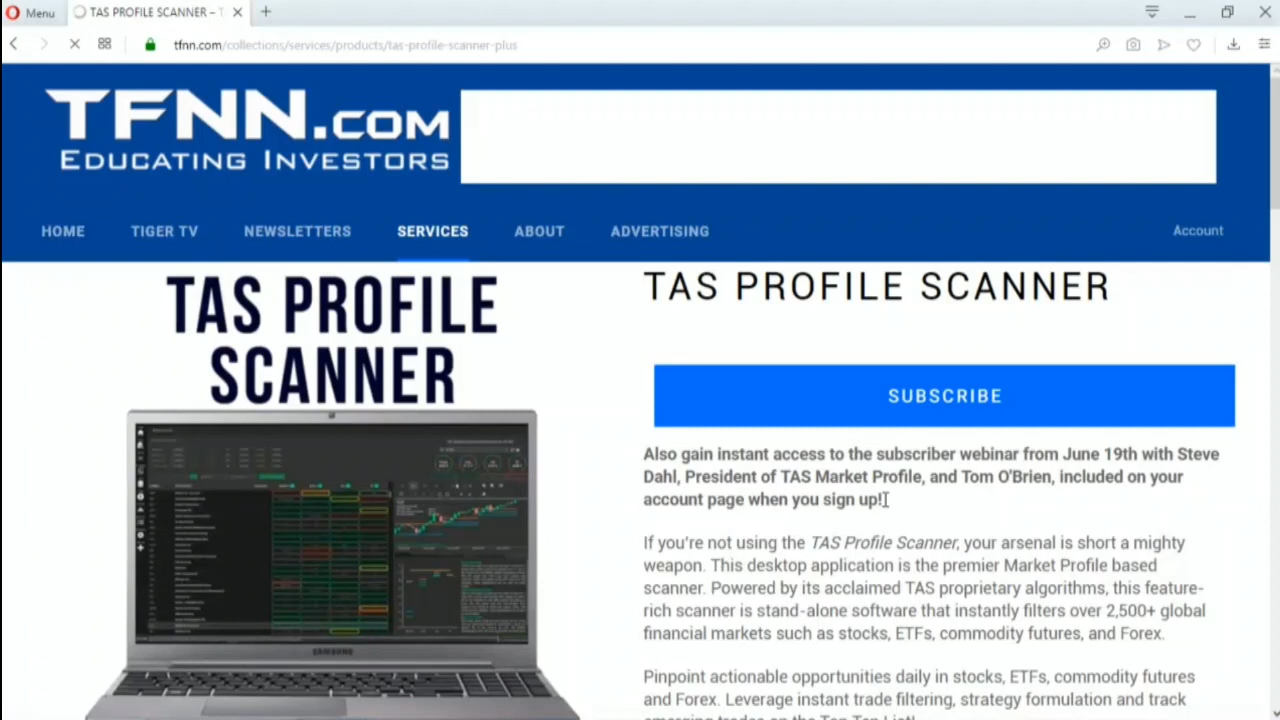 Menu
TAS PROFILE SCANNER – T
tfnn.com/collections/services/products/tas-profile-scanner-plus
TFNN.COM
EDUCATING INVESTORS
HOME TIGER TV NEWSLETTERS SERVICES ABOUT ADVERTISING Account
TAS PROFILE
SCANNER
SAMSUNG
TAS PROFILE SCANNER
SUBSCRIBE
Also gain instant access to the subscriber webinar from June 19th with Steve
Dahl, President of TAS Market Profile, and Tom O'Brien, included on your
account page when you sign up!
If you're not using the TAS Profile Scanner, your arsenal is short a mighty
weapon. This desktop application is the premier Market Profile based
scanner. Powered by its acclaimed TAS proprietary algorithms, this feature-
rich scanner is stand-alone software that instantly filters over 2,500+ global
financial markets such as stocks, ETFs, commodity futures, and Forex.
Pinpoint actionable opportunities daily in stocks, ETFs, commodity futures
and Forex. Leverage instant trade filtering, strategy formulation and track
emerging trades on the Top Ten List!